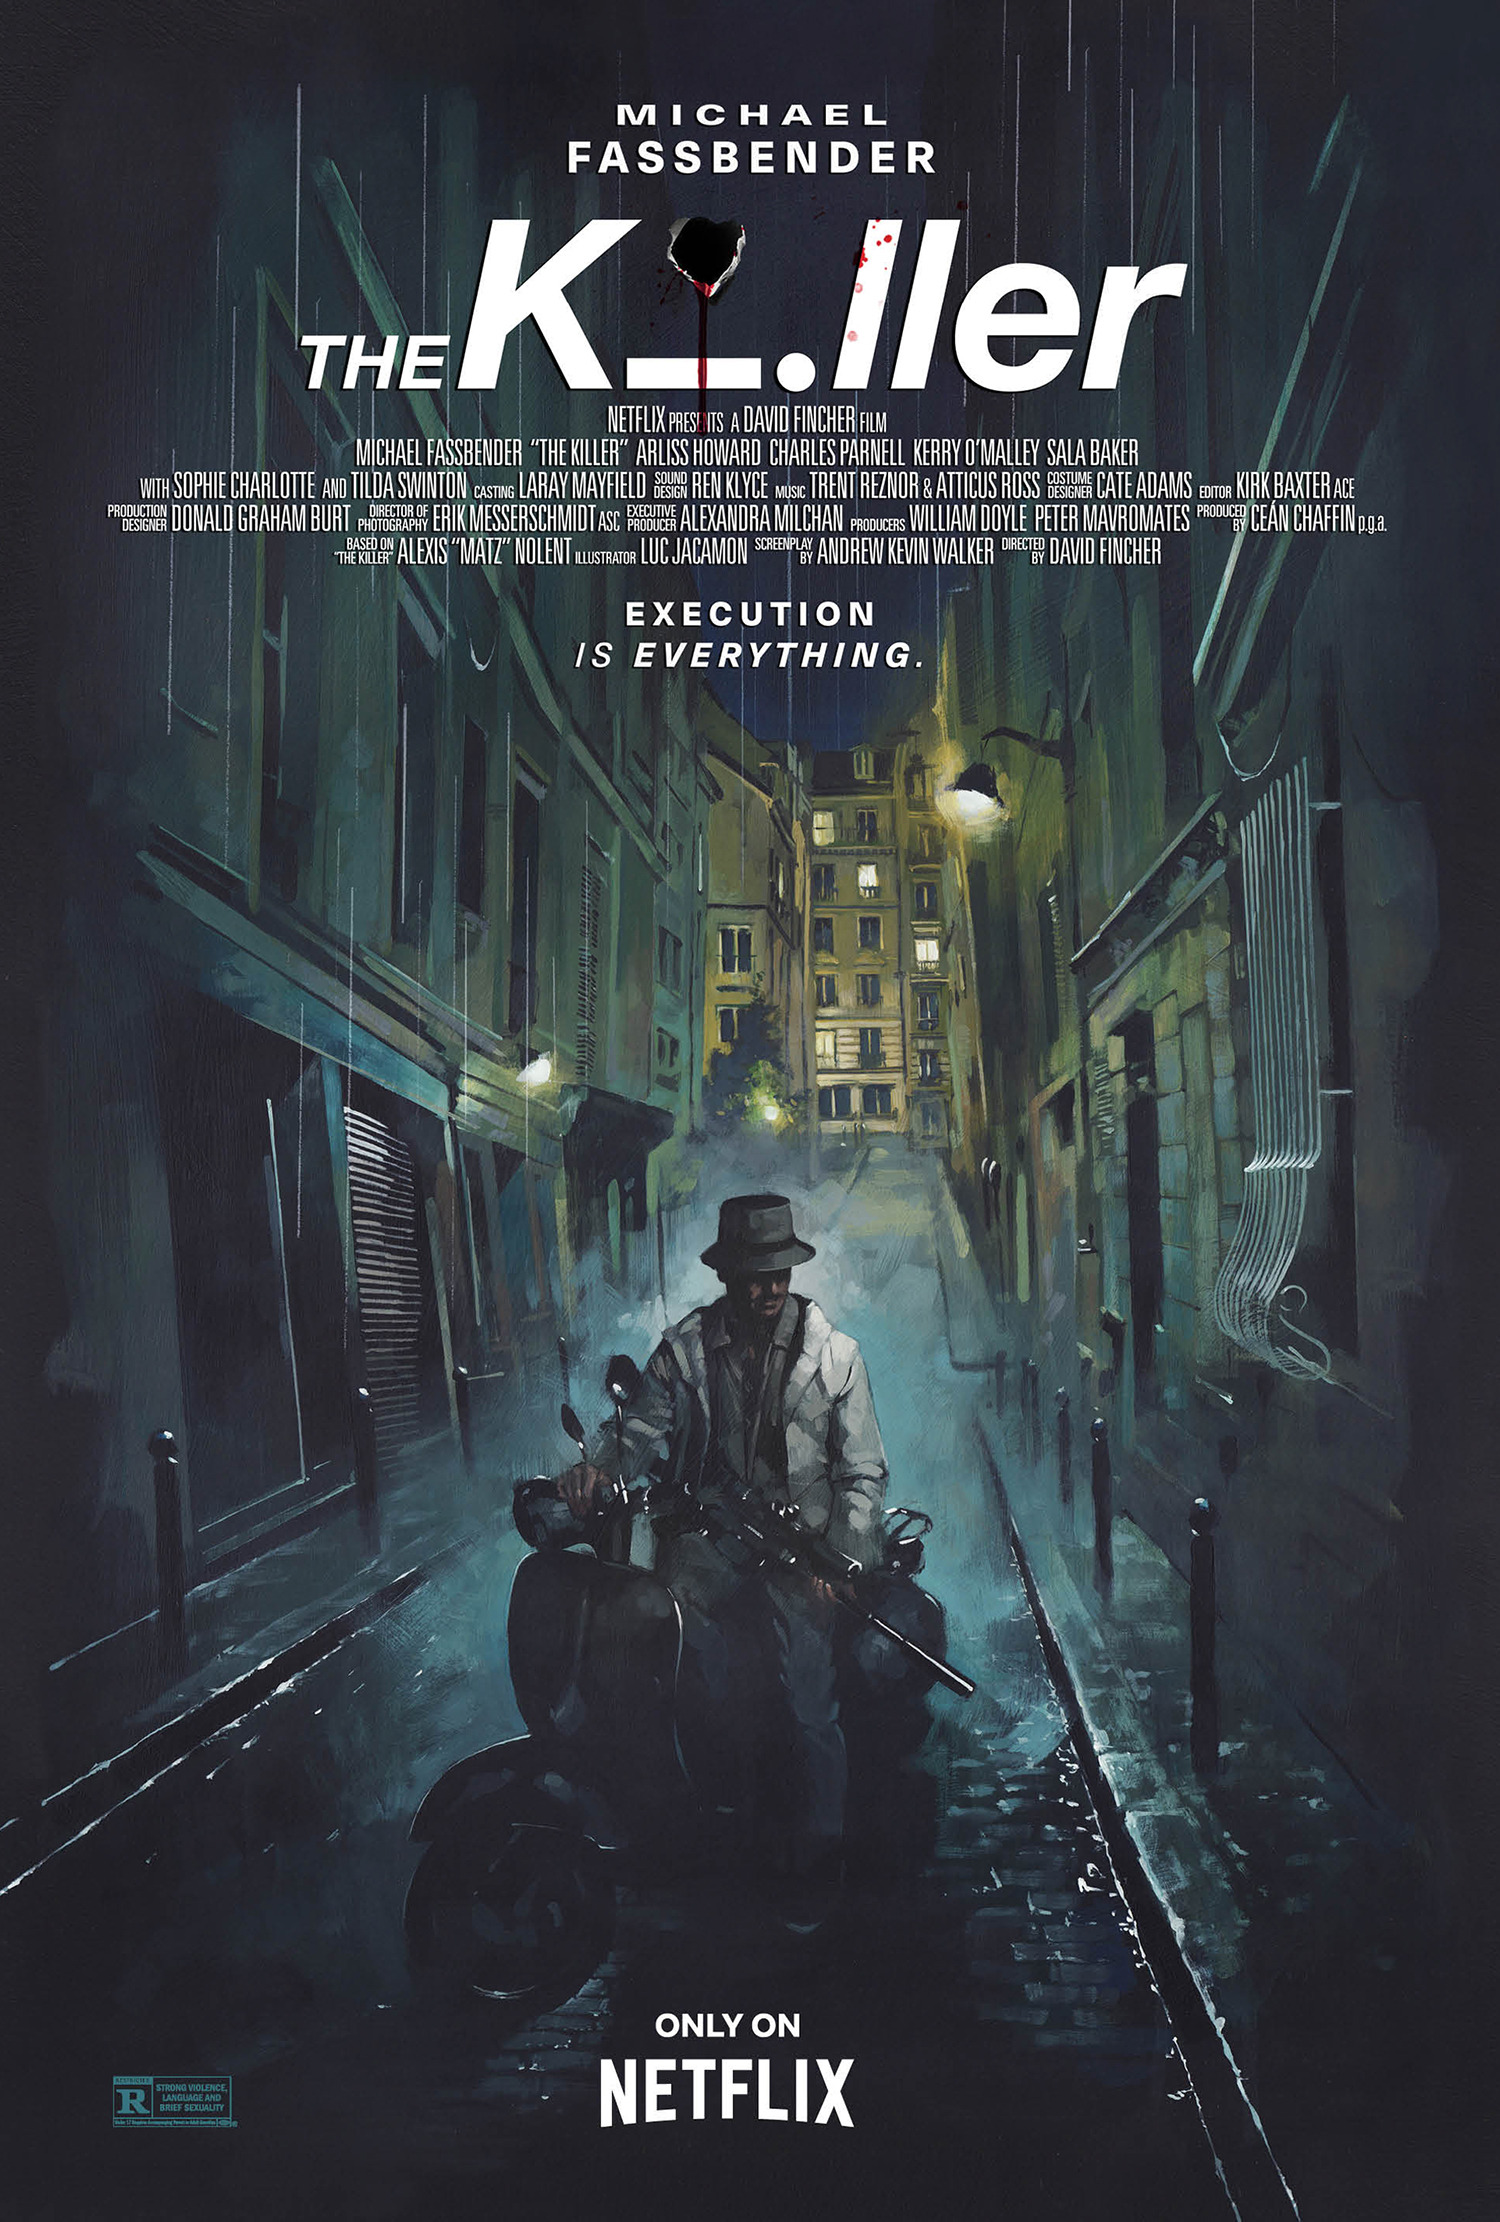 MICHAEL
FASSBENDER
THE K_.ller
NETFLIX PRESENTS A DAVID FINCHER FILM
MICHAEL FASSBENDER "THE KILLER" ARLISS HOWARD CHARLES PARNELL KERRY O'MALLEY SALA BAKER
WITH SOPHIE CHARLOTTE AND TILDA SWINTON CASTING LARAY MAYFIELD SOUND DESIGN REN KLYCE MUSIC TRENT REZNOR & ATTICUS ROSS COSTUME DESIGNER CATE ADAMS EDITOR KIRK BAXTER ACE
PRODUCTION DESIGNER DONALD GRAHAM BURT DIRECTOR OF PHOTOGRAPHY ERIK MESSERSCHMIDT ASC EXECUTIVE PRODUCER ALEXANDRA MILCHAN PRODUCERS WILLIAM DOYLE PETER MAVROMATES PRODUCED BY CEÁN CHAFFIN p.g.a.
BASED ON "THE KILLER" ALEXIS "MATZ" NOLENT ILLUSTRATOR LUC JACAMON SCREENPLAY BY ANDREW KEVIN WALKER DIRECTED BY DAVID FINCHER
EXECUTION
IS EVERYTHING.
ONLY ON
NETFLIX
RESTRICTED
R
STRONG VIOLENCE,
LANGUAGE AND
BRIEF SEXUALITY